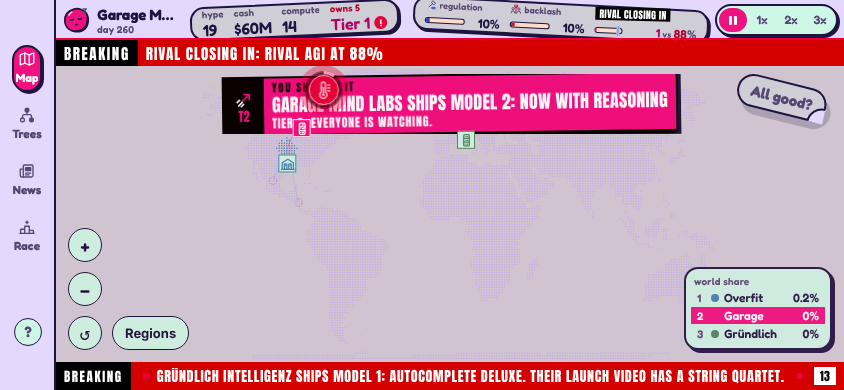 Garage M...
day 260
hype
19
cash
$60M
compute
14
owns 5
Tier 1 !
regulation
10%
backlash
10%
RIVAL CLOSING IN
1 vs 88%
1x
2x
3x
BREAKING
RIVAL CLOSING IN: RIVAL AGI AT 88%
Map
Trees
News
Race
?
T2
GARAGE MIND LABS SHIPS MODEL 2: NOW WITH REASONING
EVERYONE IS WATCHING.
All good?
+
−
↺
Regions
world share
1 Overfit 0.2%
2 Garage 0%
3 Gründlich 0%
BREAKING
GRÜNDLICH INTELLIGENZ SHIPS MODEL 1: AUTOCOMPLETE DELUXE. THEIR LAUNCH VIDEO HAS A STRING QUARTET.
13